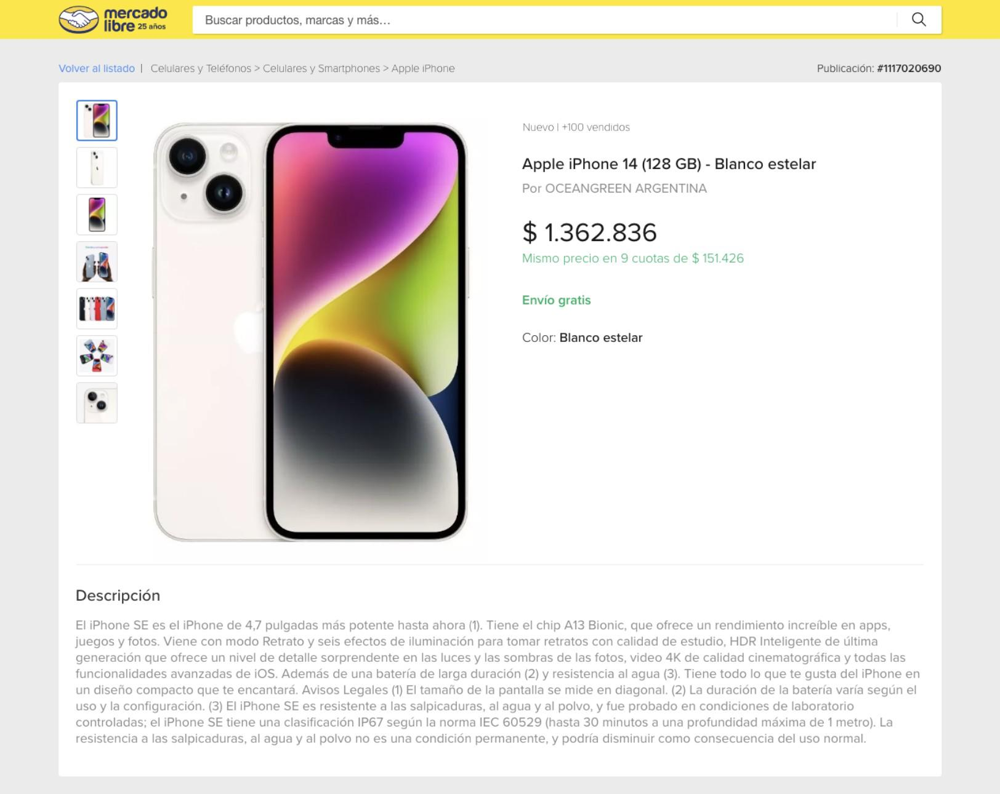 mercado
libre 25 años
Buscar productos, marcas y más...
Volver al listado | Celulares y Teléfonos > Celulares y Smartphones > Apple iPhone
Publicación: #1117020690
Nuevo | +100 vendidos
Apple iPhone 14 (128 GB) - Blanco estelar
Por OCEANGREEN ARGENTINA
$ 1.362.836
Mismo precio en 9 cuotas de $ 151.426
Envío gratis
Color: Blanco estelar
Descripción
El iPhone SE es el iPhone de 4,7 pulgadas más potente hasta ahora (1). Tiene el chip A13 Bionic, que ofrece un rendimiento increíble en apps,
juegos y fotos. Viene con modo Retrato y seis efectos de iluminación para tomar retratos con calidad de estudio, HDR Inteligente de última
generación que ofrece un nivel de detalle sorprendente en las luces y las sombras de las fotos, video 4K de calidad cinematográfica y todas las
funcionalidades avanzadas de iOS. Además de una batería de larga duración (2) y resistencia al agua (3). Tiene todo lo que te gusta del iPhone en
un diseño compacto que te encantará. Avisos Legales (1) El tamaño de la pantalla se mide en diagonal. (2) La duración de la batería varía según el
uso y la configuración. (3) El iPhone SE es resistente a las salpicaduras, al agua y al polvo, y fue probado en condiciones de laboratorio
controladas; el iPhone SE tiene una clasificación IP67 según la norma IEC 60529 (hasta 30 minutos a una profundidad máxima de 1 metro). La
resistencia a las salpicaduras, al agua y al polvo no es una condición permanente, y podría disminuir como consecuencia del uso normal.